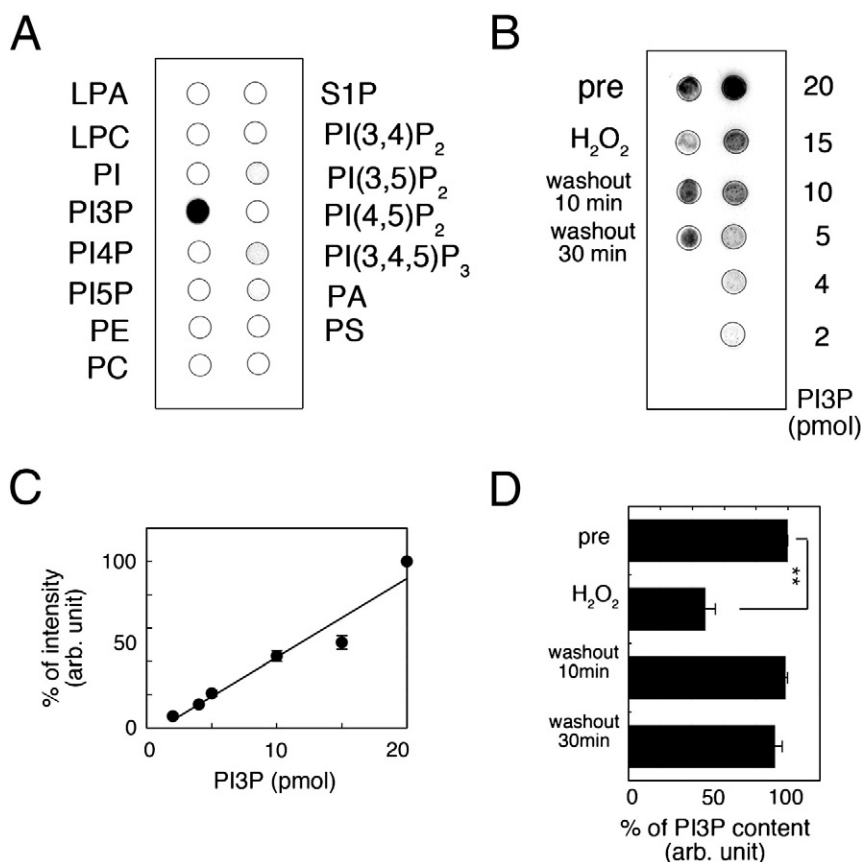 A
LPA
S1P
LPC
PI(3,4)P2
PI
PI(3,5)P2
PI3P
PI(4,5)P2
PI4P
PI(3,4,5)P3
PI5P
PA
PE
PS
PC
B
pre
20
H2O2
15
washout
10 min
10
washout
30 min
5
4
2
PI3P
(pmol)
C
% of intensity
(arb. unit)
100
50
0
0
10
20
PI3P (pmol)
D
pre
**
H2O2
washout
10min
washout
30min
0
50
100
% of PI3P content
(arb. unit)